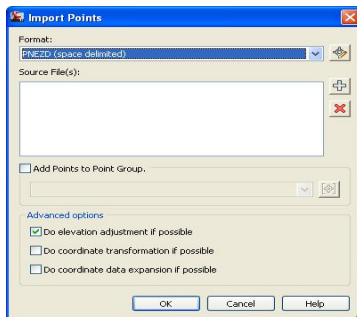 Import Points
Format:
PNEZD (space delimited)
Source File(s):
Add Points to Point Group.
Advanced options
Do elevation adjustment if possible
Do coordinate transformation if possible
Do coordinate data expansion if possible
OK Cancel Help